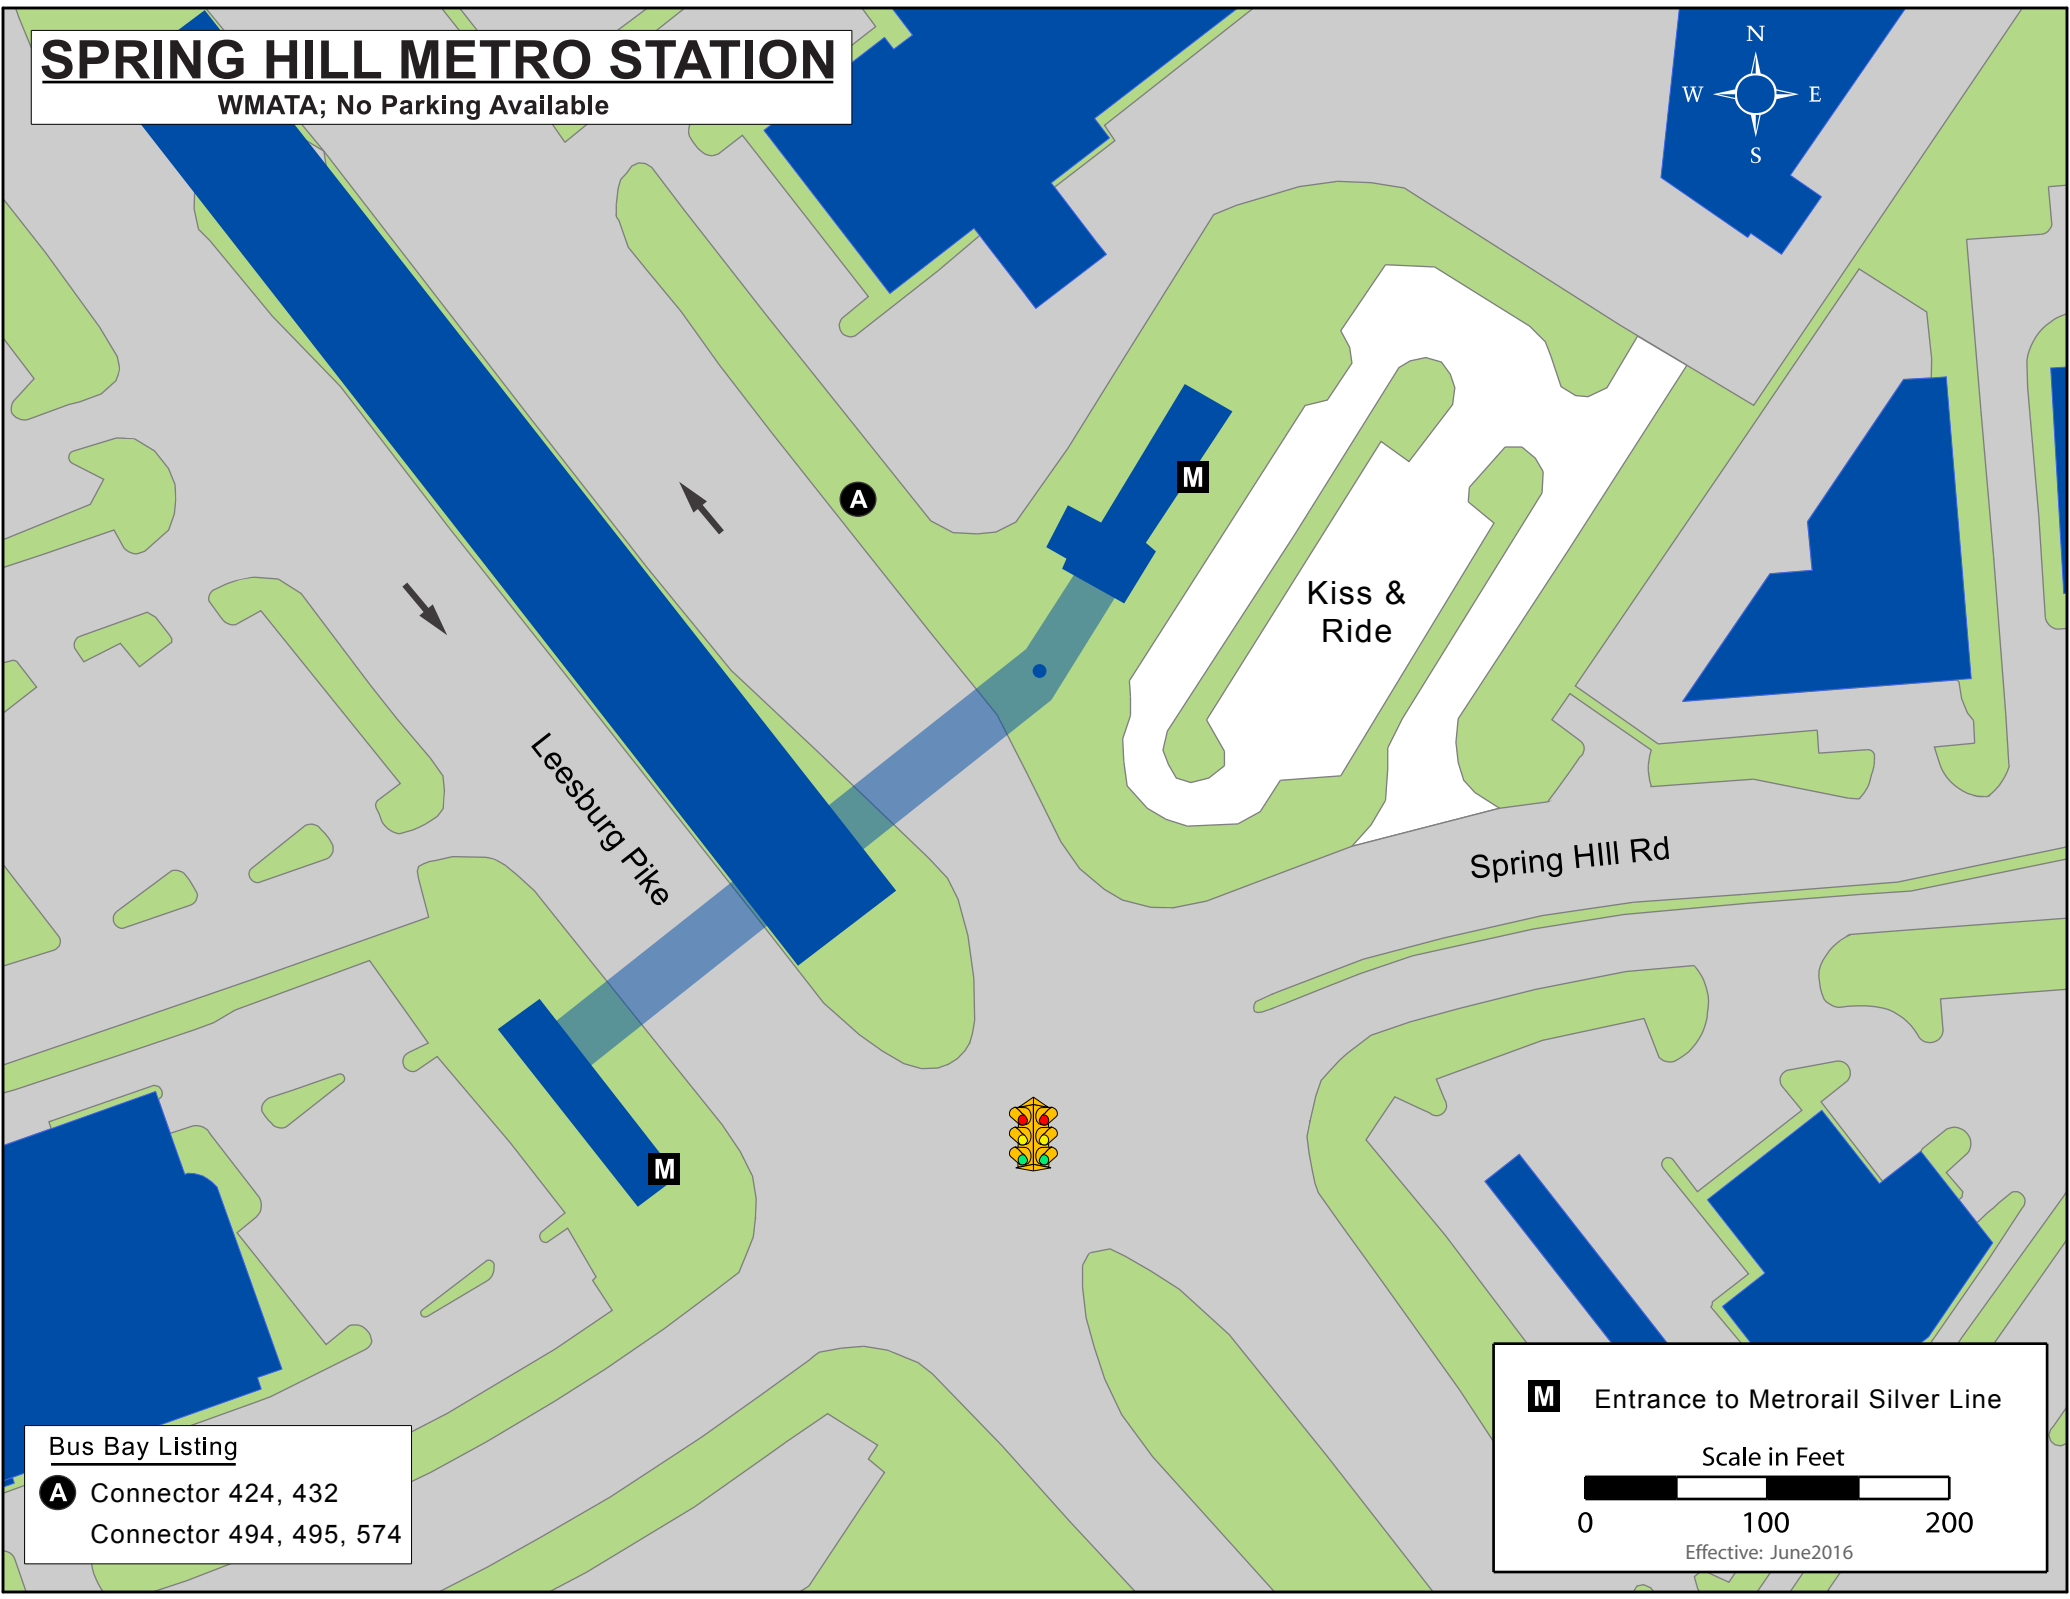 SPRING HILL METRO STATION
WMATA; No Parking Available
N
W E
S
M
A
Kiss &
Ride
Leesburg Pike
Spring HIll Rd
M
Bus Bay Listing
A Connector 424, 432
Connector 494, 495, 574
M Entrance to Metrorail Silver Line
Scale in Feet
0 100 200
Effective: June2016